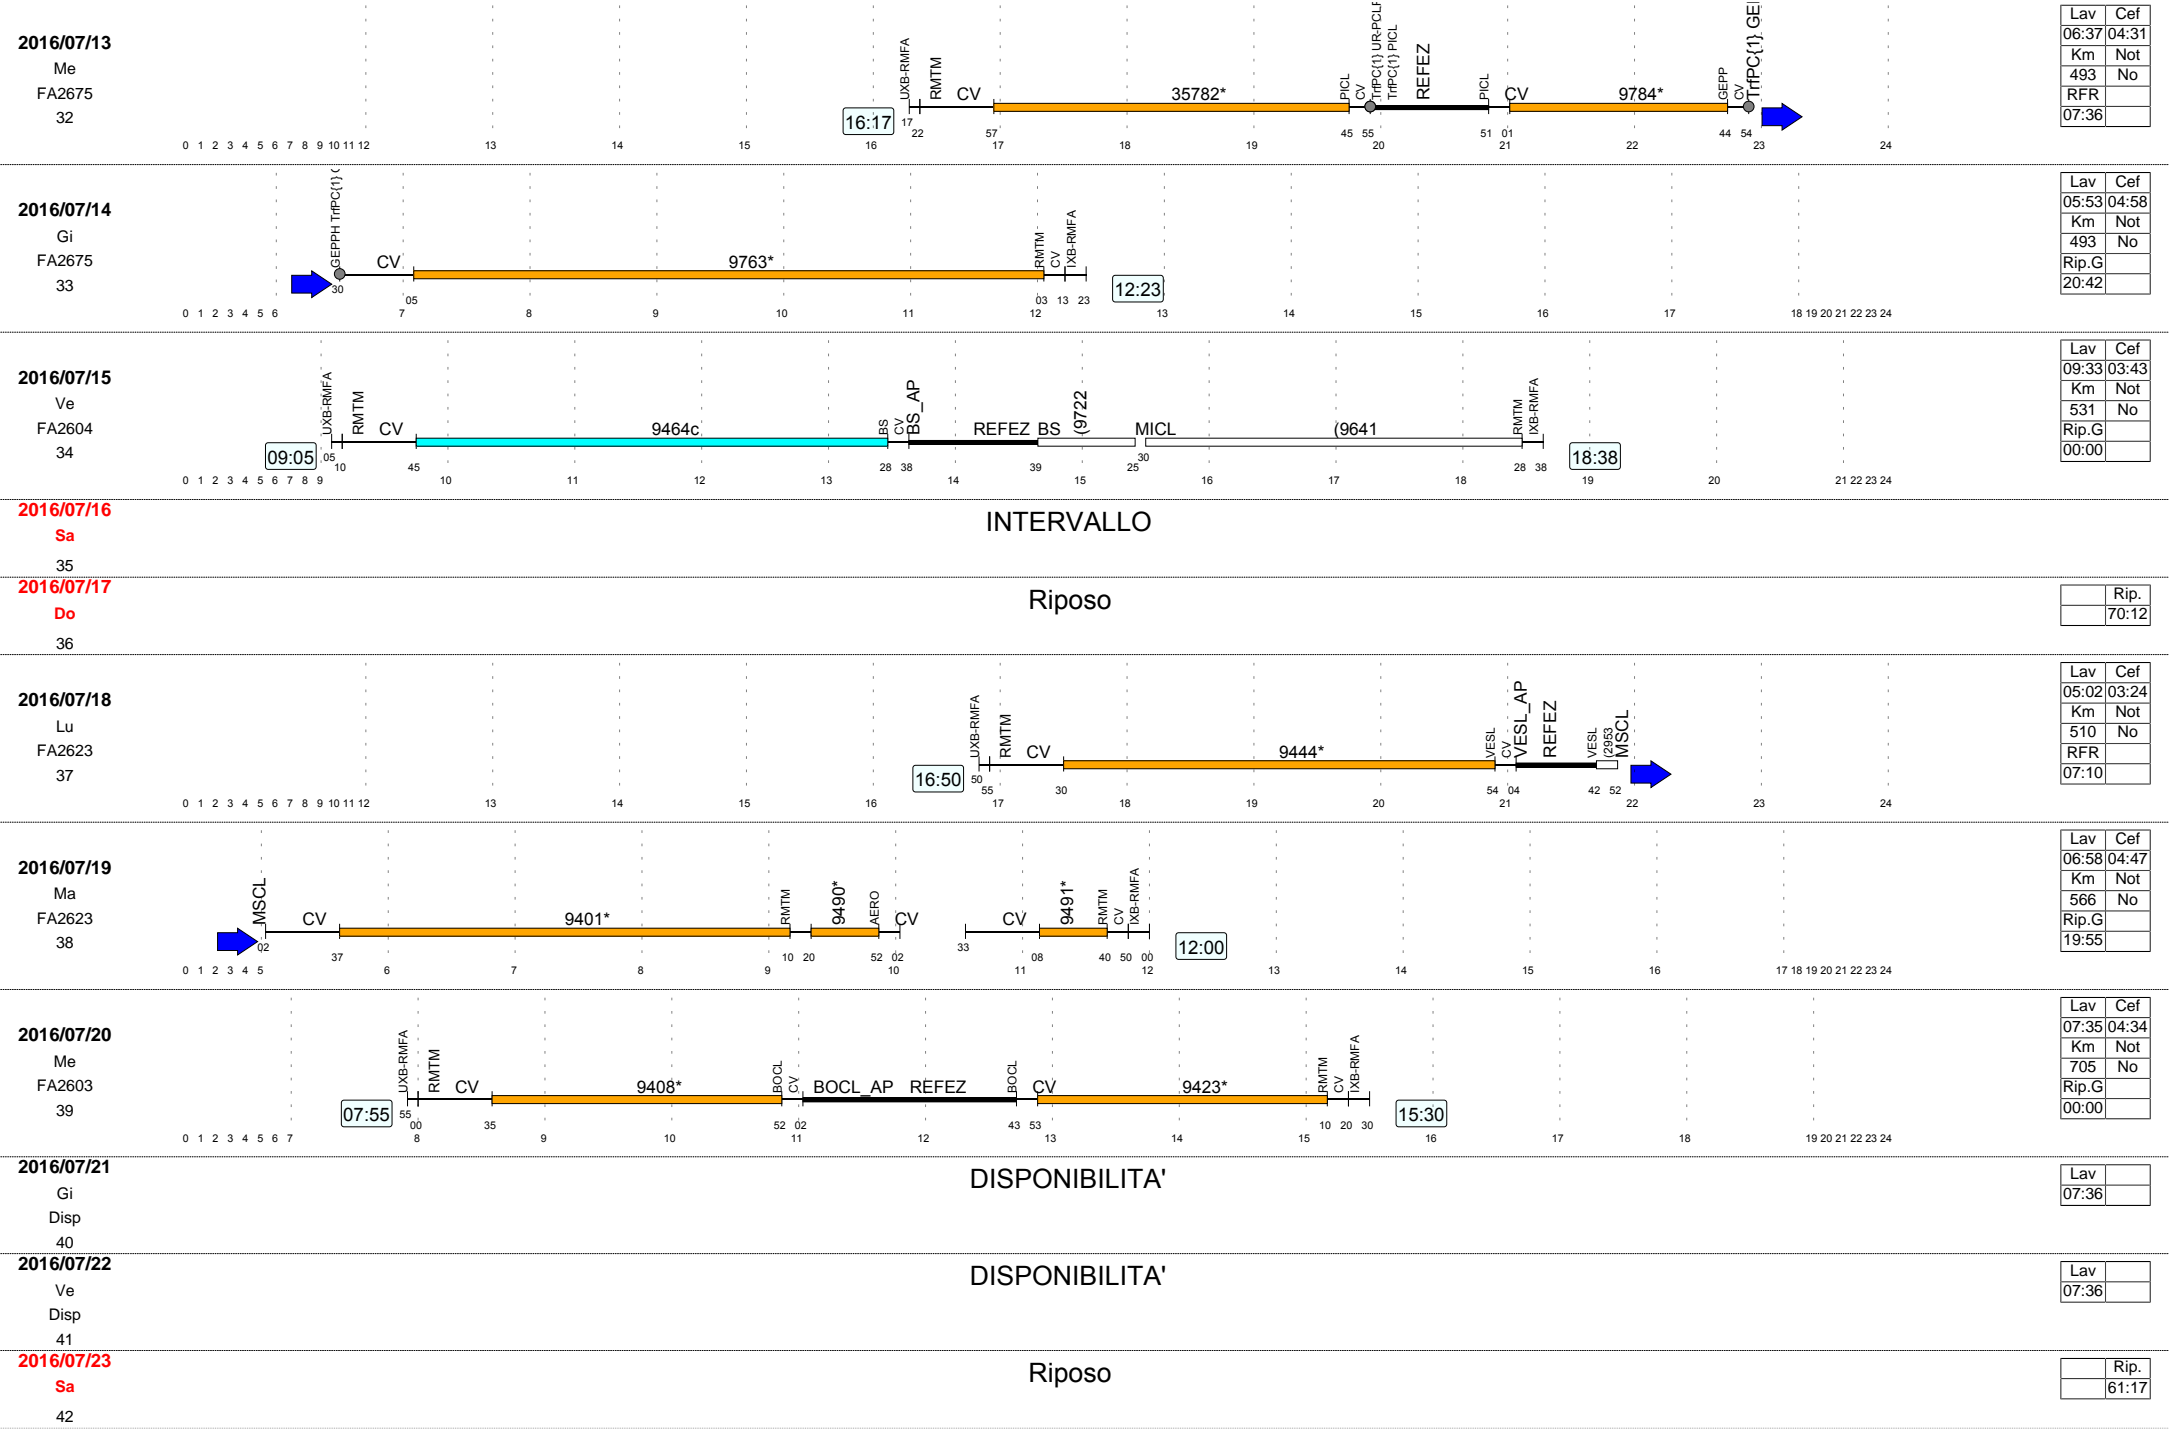 2016/07/13
Me
FA2675
32
16:17
UXB-RMFA
RMTM
CV
35782*
PICL
CV
TrfPC{1} UR-PCLF
TrfPC{1} PICL
REFEZ
PICL
CV
9784*
GEPP
CV
TrfPC{1} GE
17 22 57 45 55 51 01 44 54
0 1 2 3 4 5 6 7 8 9 10 11 12 13 14 15 16 17 18 19 20 21 22 23 24
Lav Cef
06:37 04:31
Km Not
493 No
RFR
07:36
2016/07/14
Gi
FA2675
33
GEPPH TrfPC{1}
CV
9763*
RMTM
CV
IXB-RMFA
12:23
30 05 03 13 23
0 1 2 3 4 5 6 7 8 9 10 11 12 13 14 15 16 17 18 19 20 21 22 23 24
Lav Cef
05:53 04:58
Km Not
493 No
Rip.G
20:42
2016/07/15
Ve
FA2604
34
09:05
UXB-RMFA
RMTM
CV
9464c
BS
CV
BS_AP
REFEZ
BS
(9722
MICL
(9641
RMTM
IXB-RMFA
18:38
05 10 45 28 38 39 25 30 28 38
0 1 2 3 4 5 6 7 8 9 10 11 12 13 14 15 16 17 18 19 20 21 22 23 24
Lav Cef
09:33 03:43
Km Not
531 No
Rip.G
00:00
2016/07/16
Sa
35
INTERVALLO
2016/07/17
Do
36
Riposo
Rip.
70:12
2016/07/18
Lu
FA2623
37
16:50
UXB-RMFA
RMTM
CV
9444*
VESL
CV
VESL_AP
REFEZ
VESL
(2953
MSCL
50 55 30 54 04 42 52
0 1 2 3 4 5 6 7 8 9 10 11 12 13 14 15 16 17 18 19 20 21 22 23 24
Lav Cef
05:02 03:24
Km Not
510 No
RFR
07:10
2016/07/19
Ma
FA2623
38
MSCL
CV
9401*
RMTM
9490*
AERO
CV
CV
9491*
RMTM
CV
IXB-RMFA
12:00
02 37 10 20 52 02 33 08 40 50 00
0 1 2 3 4 5 6 7 8 9 10 11 12 13 14 15 16 17 18 19 20 21 22 23 24
Lav Cef
06:58 04:47
Km Not
566 No
Rip.G
19:55
2016/07/20
Me
FA2603
39
07:55
UXB-RMFA
RMTM
CV
9408*
BOCL
CV
BOCL_AP
REFEZ
BOCL
CV
9423*
RMTM
CV
IXB-RMFA
15:30
55 00 35 52 02 43 53 10 20 30
0 1 2 3 4 5 6 7 8 9 10 11 12 13 14 15 16 17 18 19 20 21 22 23 24
Lav Cef
07:35 04:34
Km Not
705 No
Rip.G
00:00
2016/07/21
Gi
Disp
40
DISPONIBILITA'
Lav
07:36
2016/07/22
Ve
Disp
41
DISPONIBILITA'
Lav
07:36
2016/07/23
Sa
42
Riposo
Rip.
61:17